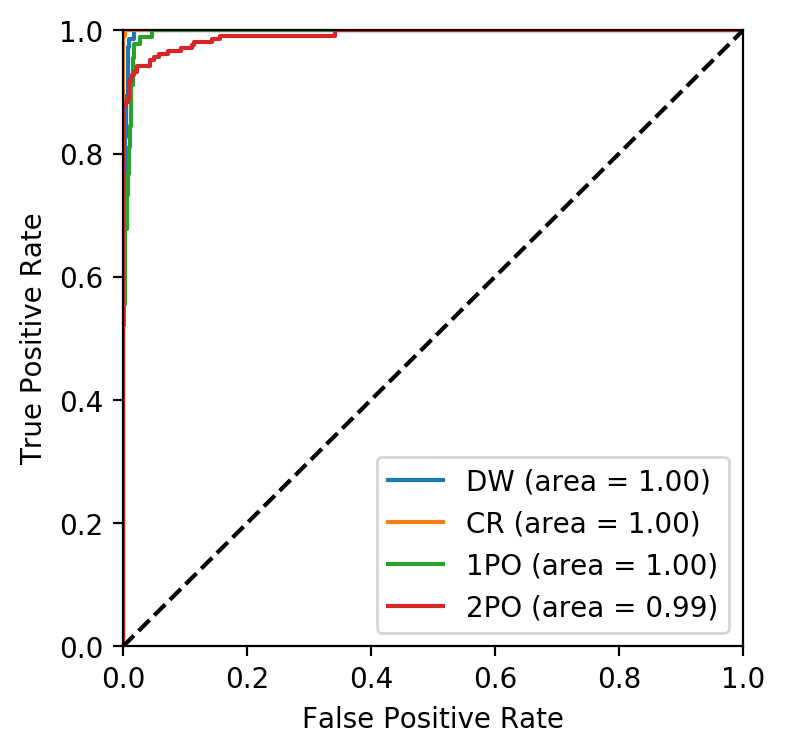 1.0
0.8
0.6
0.4
0.2
0.0
True Positive Rate
DW (area = 1.00)
CR (area = 1.00)
1PO (area = 1.00)
2PO (area = 0.99)
0.0 0.2 0.4 0.6 0.8 1.0
False Positive Rate